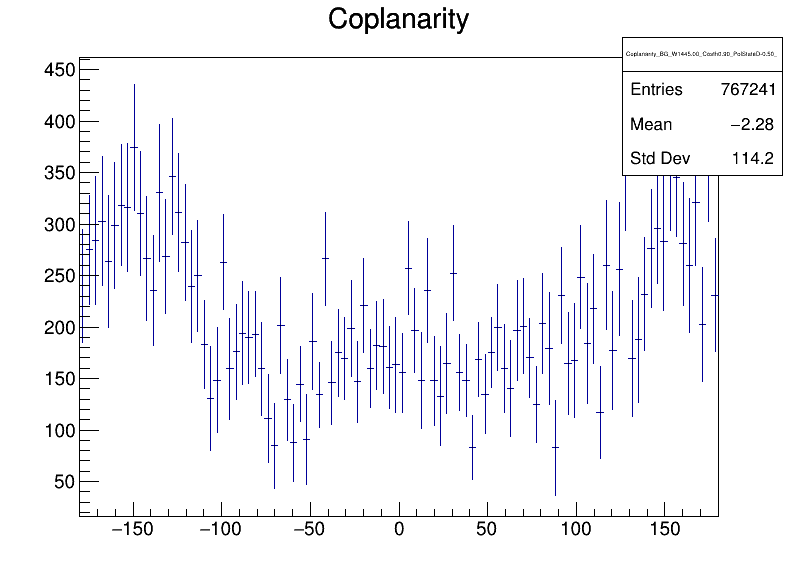 Coplanarity
Coplanarity_BG_W1445.00_Costh0.90_PolStateD-0.50_
Entries 767241
Mean −2.28
Std Dev 114.2
450
400
350
300
250
200
150
100
50
−150 −100 −50 0 50 100 150